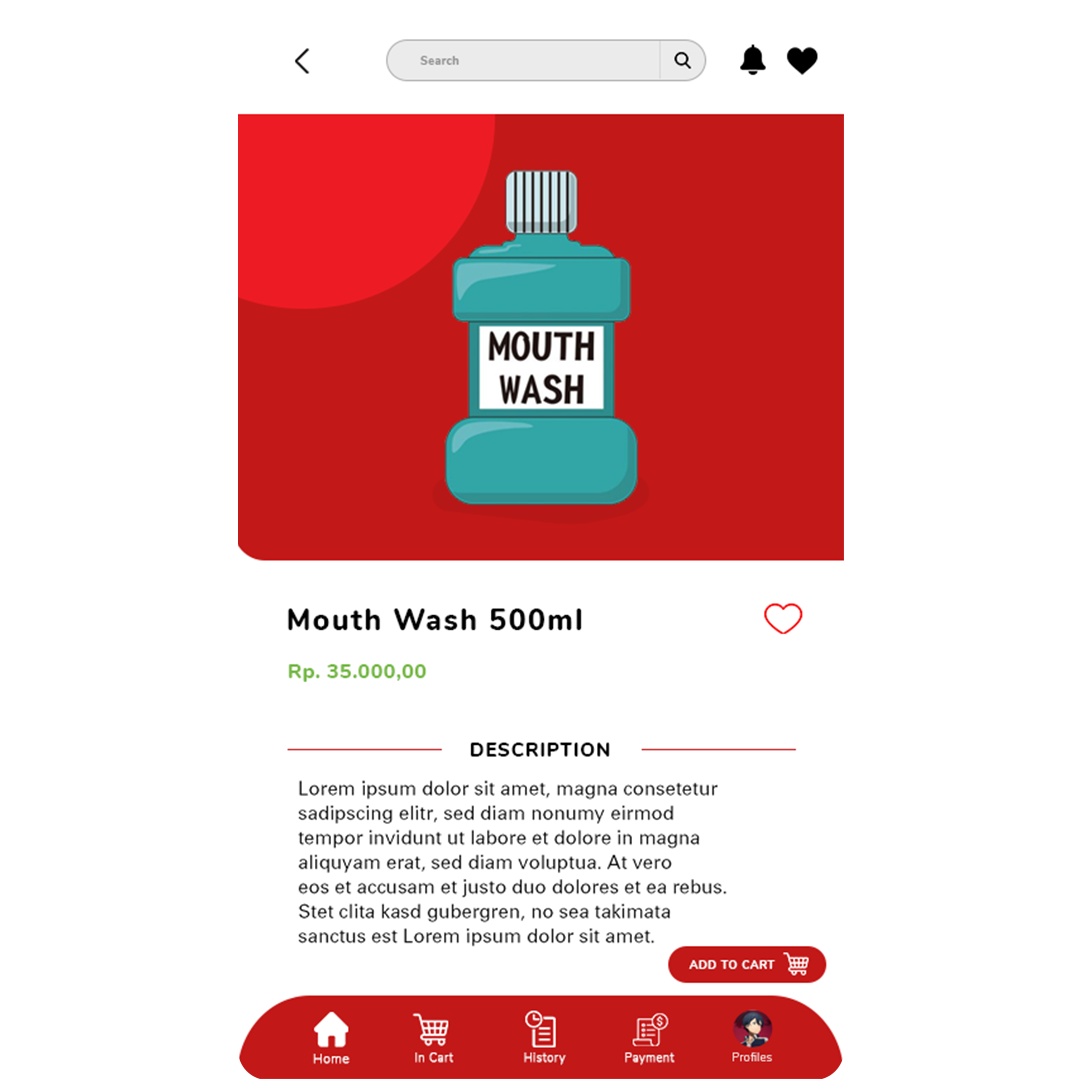 Search
MOUTH
WASH
Mouth Wash 500ml
Rp. 35.000,00
DESCRIPTION
Lorem ipsum dolor sit amet, magna consetetur
sadipscing elitr, sed diam nonumy eirmod
tempor invidunt ut labore et dolore in magna
aliquyam erat, sed diam voluptua. At vero
eos et accusam et justo duo dolores et ea rebus.
Stet clita kasd gubergren, no sea takimata
sanctus est Lorem ipsum dolor sit amet.
ADD TO CART
Home
In Cart
History
Payment
Profiles